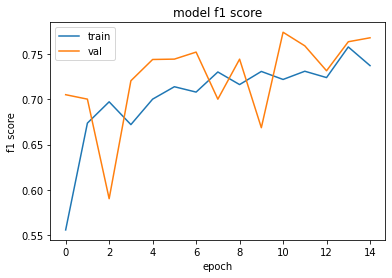 model f1 score
train
val
f1 score
0.75
0.70
0.65
0.60
0.55
0 2 4 6 8 10 12 14
epoch